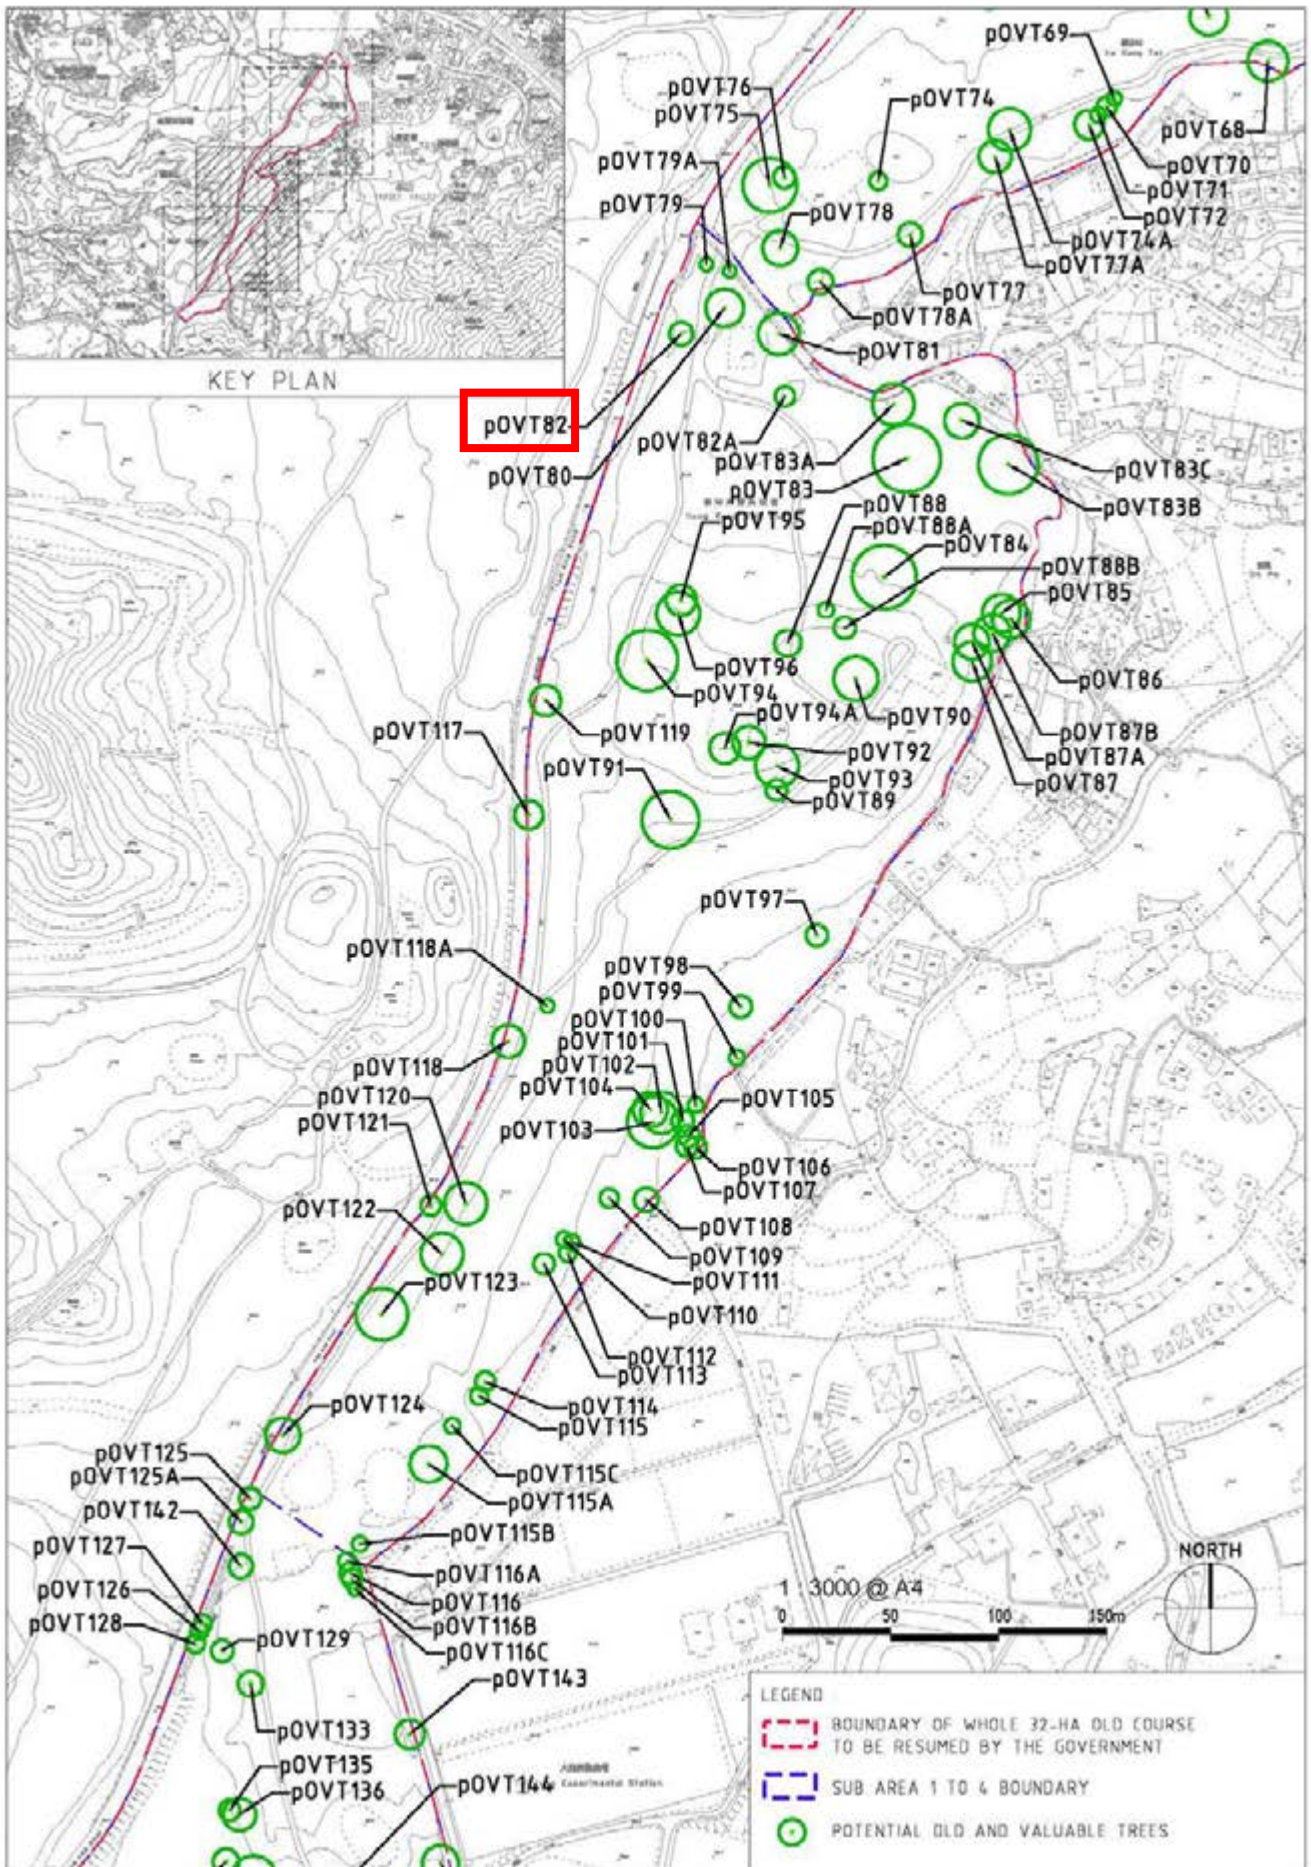 KEY PLAN
pOVT69
pOVT76
pOVT75
pOVT74
pOVT68
pOVT79A
pOVT70
pOVT71
pOVT79
pOVT78
pOVT72
pOVT74A
pOVT77A
pOVT77
pOVT78A
pOVT81
pOVT82
pOVT82A
pOVT80
pOVT83A
pOVT83C
pOVT83
pOVT83B
pOVT88
pOVT95
pOVT88A
pOVT84
pOVT88B
pOVT85
pOVT96
pOVT86
pOVT94
pOVT94A
pOVT90
pOVT117
pOVT119
pOVT87B
pOVT92
pOVT87A
pOVT91
pOVT93
pOVT87
pOVT89
pOVT97
pOVT118A
pOVT98
pOVT99
pOVT100
pOVT101
pOVT118
pOVT102
pOVT104
pOVT120
pOVT105
pOVT121
pOVT103
pOVT106
pOVT107
pOVT122
pOVT108
pOVT109
pOVT123
pOVT111
pOVT110
pOVT112
pOVT113
pOVT124
pOVT114
pOVT115
pOVT125
pOVT125A
pOVT115C
pOVT142
pOVT115A
pOVT115B
pOVT127
pOVT116A
pOVT126
pOVT116
pOVT128
pOVT116B
pOVT129
pOVT116C
pOVT143
pOVT133
pOVT135
pOVT136
pOVT144
Experimental Station
NORTH
1 : 3000 @ A4
0 50 100 150m
LEGEND
BOUNDARY OF WHOLE 32-HA OLD COURSE
TO BE RESUMED BY THE GOVERNMENT
SUB AREA 1 TO 4 BOUNDARY
POTENTIAL OLD AND VALUABLE TREES